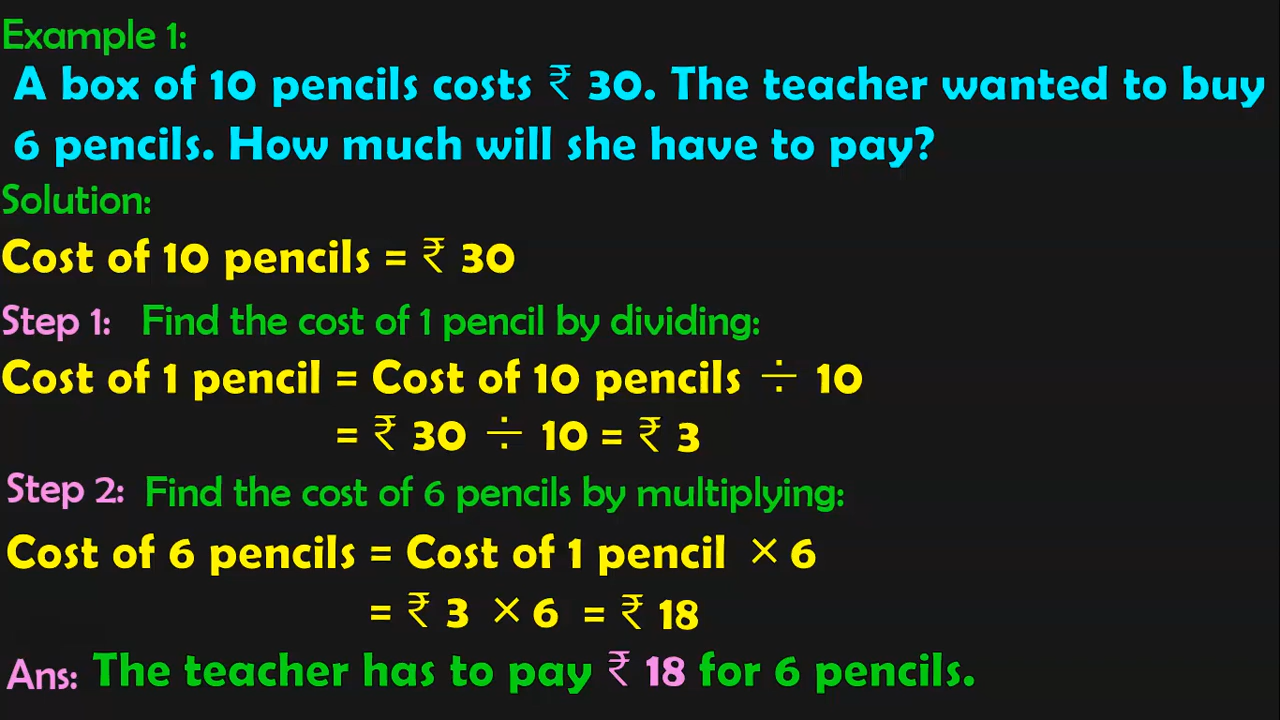 Example 1:
A box of 10 pencils costs ₹ 30. The teacher wanted to buy
6 pencils. How much will she have to pay?
Solution:
Cost of 10 pencils = ₹ 30
Step 1: Find the cost of 1 pencil by dividing:
Cost of 1 pencil = Cost of 10 pencils ÷ 10
= ₹ 30 ÷ 10 = ₹ 3
Step 2: Find the cost of 6 pencils by multiplying:
Cost of 6 pencils = Cost of 1 pencil × 6
= ₹ 3 × 6 = ₹ 18
Ans: The teacher has to pay ₹ 18 for 6 pencils.